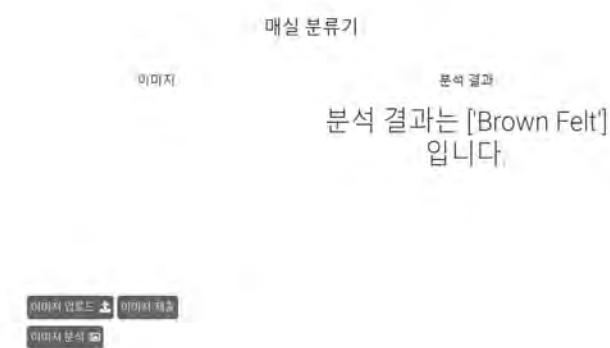 매실 분류기
이미지
분석 결과
분석 결과는 ['Brown Felt']
입니다.
이미지 업로드
이미지 제출
이미지 분석